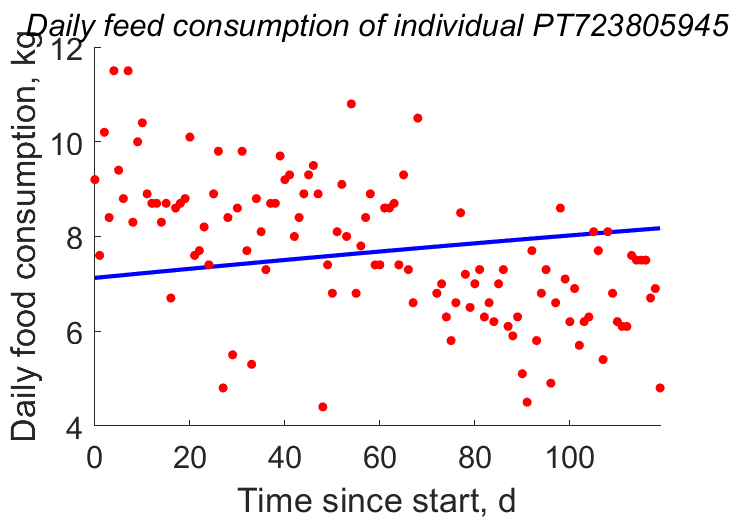 Daily feed consumption of individual PT723805945
Daily food consumption, kg
12
10
8
6
4
0 20 40 60 80 100
Time since start, d